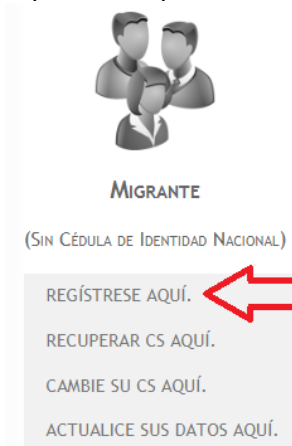 MIGRANTE
(SIN CÉDULA DE IDENTIDAD NACIONAL)
REGÍSTRESE AQUÍ.
RECUPERAR CS AQUÍ.
CAMBIE SU CS AQUÍ.
ACTUALICE SUS DATOS AQUÍ.